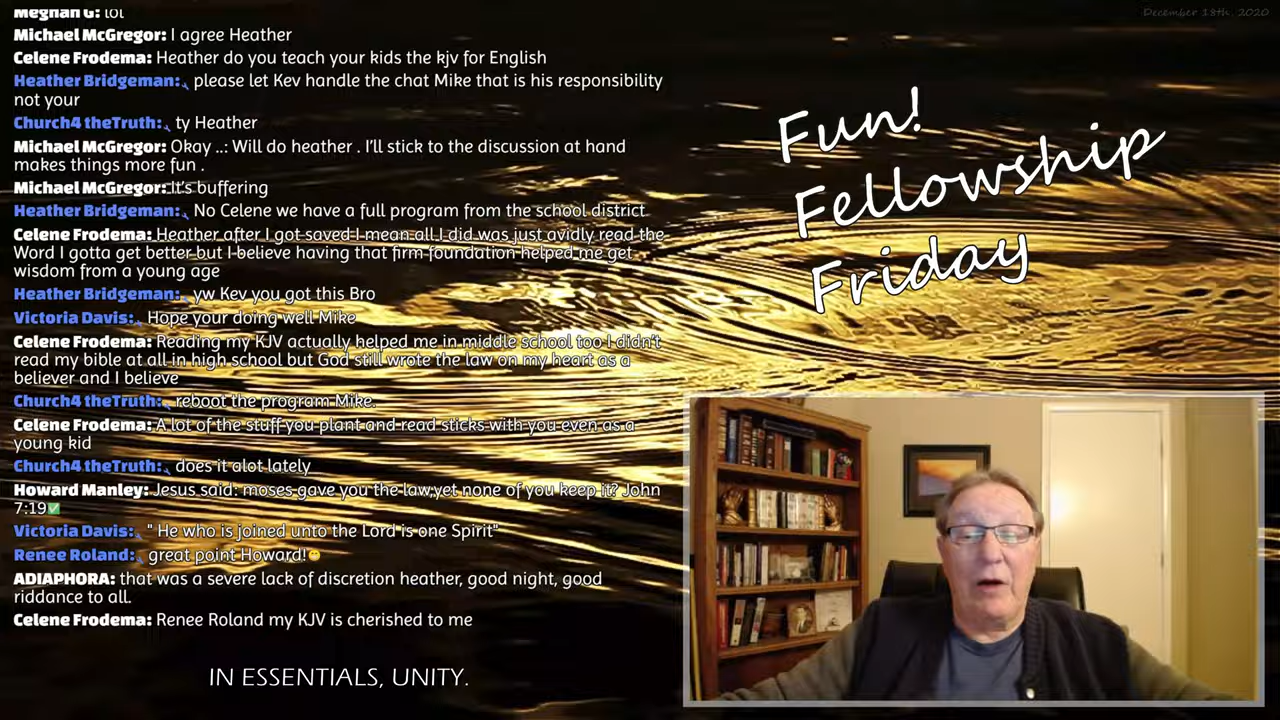 Meghan G: lol
December 18th, 2020
Michael McGregor: I agree Heather
Celene Frodema: Heather do you teach your kids the kjv for English
Heather Bridgeman: please let Kev handle the chat Mike that is his responsibility
not your
Church4 theTruth: ty Heather
Michael McGregor: Okay ..: Will do heather . I'll stick to the discussion at hand
makes things more fun .
Michael McGregor: It's buffering
Heather Bridgeman: No Celene we have a full program from the school district
Celene Frodema: Heather after I got saved I mean all I did was just avidly read the
Word I gotta get better but I believe having that firm foundation helped me get
wisdom from a young age
Heather Bridgeman: yw Kev you got this Bro
Victoria Davis: Hope your doing well Mike
Celene Frodema: Reading my KJV actually helped me in middle school too I didn't
read my bible at all in high school but God still wrote the law on my heart as a
believer and I believe
Church4 theTruth: reboot the program Mike.
Celene Frodema: A lot of the stuff you plant and read sticks with you even as a
young kid
Church4 theTruth: does it alot lately
Howard Manley: Jesus said: moses gave you the law,yet none of you keep it? John
7:19✅
Victoria Davis: " He who is joined unto the Lord is one Spirit"
Renee Roland: great point Howard!😁
ADIAPHORA: that was a severe lack of discretion heather, good night, good
riddance to all.
Celene Frodema: Renee Roland my KJV is cherished to me
IN ESSENTIALS, UNITY.
Fun!
Fellowship
Friday